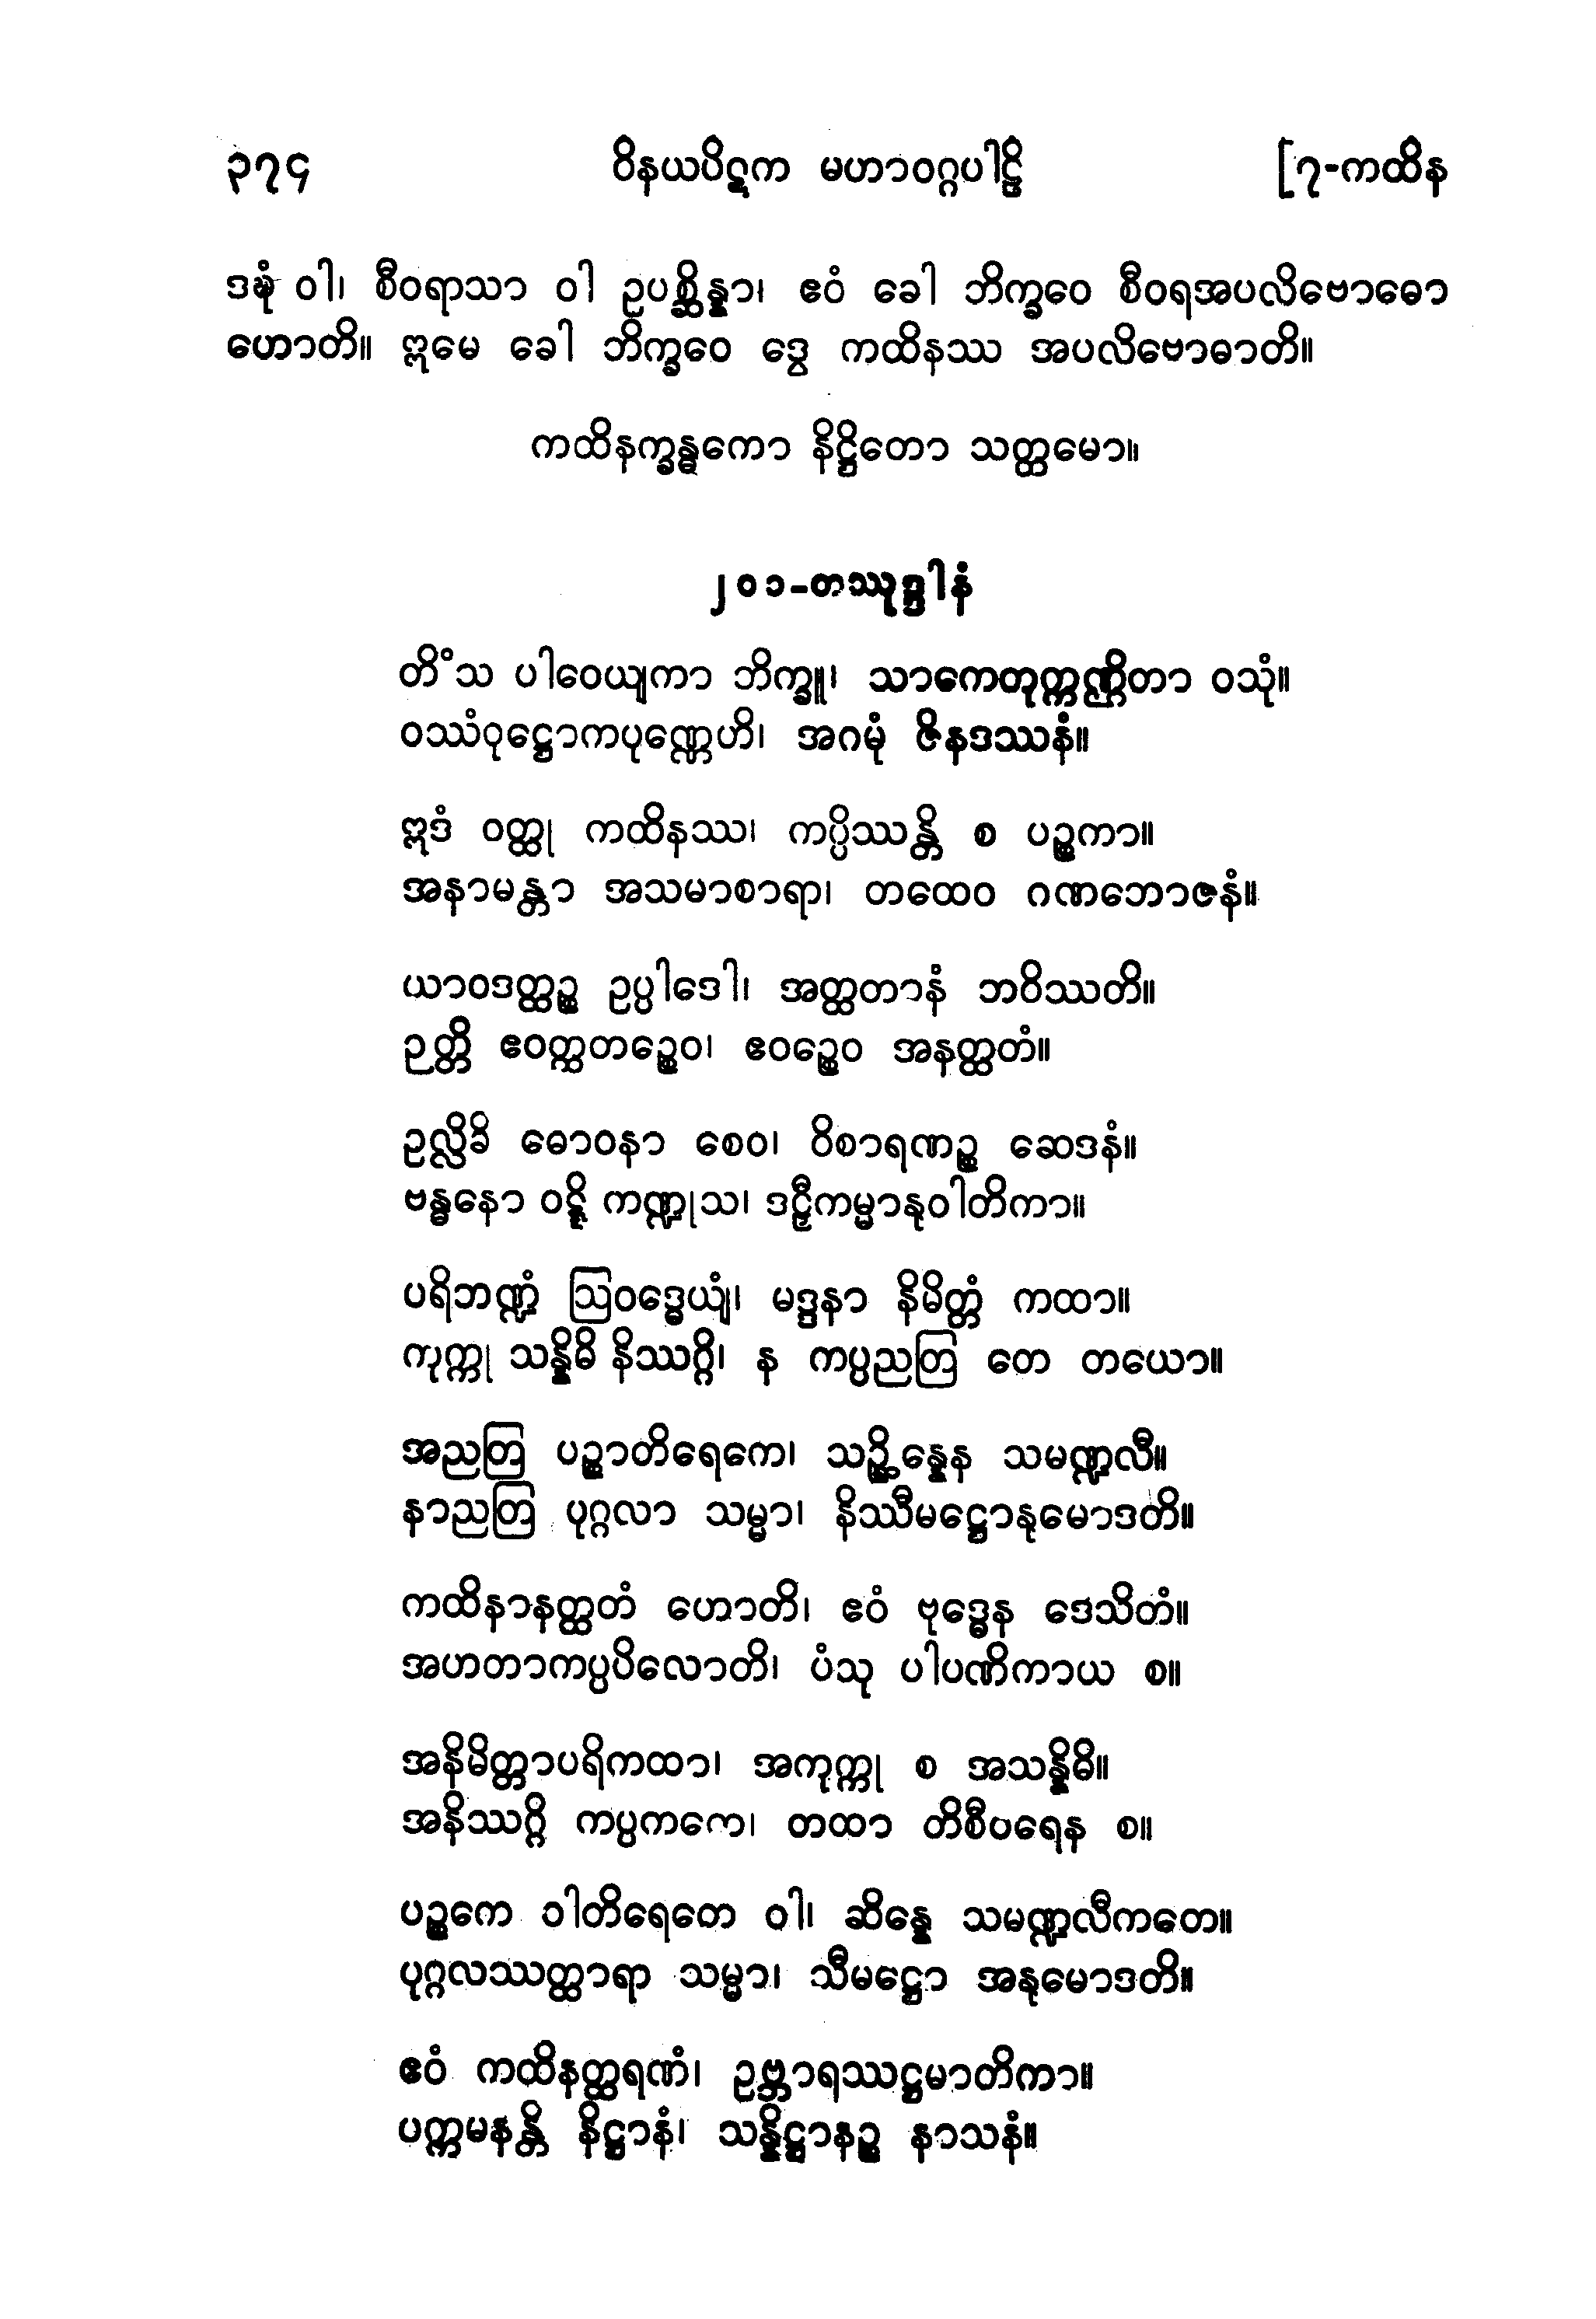 ၃၇၄ ဝိနယပိဋက မဟာဝဂ္ဂပါဠိ [၇-ကထိန
ဒဍ္ဎံ ဝါ၊ စီဝရာသာ ဝါ ဥပစ္ဆိန္နာ၊ ဧဝံ ခေါ ဘိက္ခဝေ စီဝရအပလိဗောဓော
ဟောတိ။ ဣမေ ခေါ ဘိက္ခဝေ ဒွေ ကထိနဿ အပလိဗောဓာတိ။
ကထိနက္ခန္ဓကော နိဋ္ဌိတော သတ္တမော။
၂၀၁-တဿုဒ္ဒါနံ
တိံသ ပါဝေယျကာ ဘိက္ခူ၊ သာကေတုက္ကဏ္ဌိတာ ဝသုံ။
ဝဿံဝုဋ္ဌောကပုဏ္ဏေဟိ၊ အဂမုံ ဇိနဒဿနံ။
ဣဒံ ဝတ္ထု ကထိနဿ၊ ကပ္ပိဿန္တိ စ ပဉ္စကာ။
အနာမန္တာ အသမာစာရာ၊ တထေဝ ဂဏဘောဇနံ။
ယာဝဒတ္ထဉ္စ ဥပ္ပါဒေါ၊ အတ္ထတာနံ ဘဝိဿတိ။
ဉတ္တိ ဧဝတ္ထတဉ္စေဝ၊ ဧဝဉ္စေဝ အနတ္ထတံ။
ဥလ္လိခိ ဓောဝနာ စေဝ၊ ဝိစာရဏဉ္စ ဆေဒနံ။
ဗန္ဓနော ဝဋ္ဋိ ကဏ္ဍုသ၊ ဒဠှီကမ္မာနုဝါတိကာ။
ပရိဘဏ္ဍံ ဩဝဒ္ဓေယျံ၊ မဒ္ဒနာ နိမိတ္တံ ကထာ။
ကုက္ကု သန္နိဓိ နိဿဂ္ဂိ၊ န ကပ္ပညတြ တေ တယော။
အညတြ ပဉ္စာတိရေကေ၊ သဉ္ဆိန္နေန သမဏ္ဍလီ။
နာညတြ ပုဂ္ဂလာ သမ္မာ၊ နိဿီမဋ္ဌောနုမောဒတိ။
ကထိနာနတ္ထတံ ဟောတိ၊ ဧဝံ ဗုဒ္ဓေန ဒေသိတံ။
အဟတာကပ္ပပိလောတိ၊ ပံသု ပါပဏိကာယ စ။
အနိမိတ္တာပရိကထာ၊ အကုက္ကု စ အသန္နိဓိ။
အနိဿဂ္ဂိ ကပ္ပကကေ၊ တထာ တိစီဝရေန စ။
ပဉ္စကေ ဝါတိရေတေ ဝါ၊ ဆိန္နေ သမဏ္ဍလီကတေ။
ပုဂ္ဂလဿတ္ထာရာ သမ္မာ၊ သီမဋ္ဌော အနုမောဒတိ။
ဧဝံ ကထိနတ္ထရဏံ၊ ဥဗ္ဘာရဿဋ္ဌမာတိကာ။
ပက္ကမနန္တိ နိဋ္ဌာနံ၊ သန္နိဋ္ဌာနဉ္စ နာသနံ။